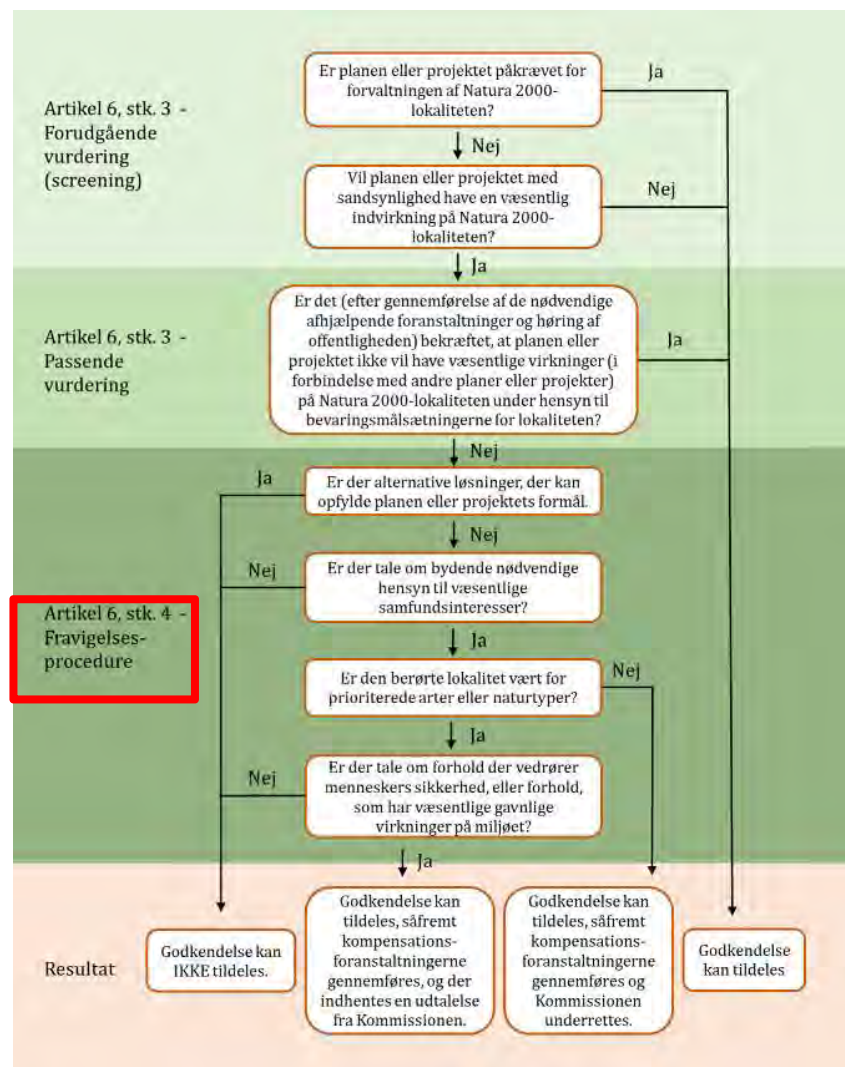 Er planen eller projektet påkrævet for
forvaltningen af Natura 2000-
lokaliteten?
Ja
Artikel 6, stk. 3 -
Forudgående
vurdering
(screening)
Nej
Vil planen eller projektet med
sandsynlighed have en væsentlig
indvirkning på Natura 2000-
lokaliteten?
Nej
Ja
Artikel 6, stk. 3 -
Passende
vurdering
Er det (efter gennemførelse af de nødvendige
afhjælpende foranstaltninger og høring af
offentligheden) bekræftet, at planen eller
projektet ikke vil have væsentlige virkninger (i
forbindelse med andre planer eller projekter)
på Natura 2000-lokaliteten under hensyn til
bevaringsmålsætningerne for lokaliteten?
Ja
Nej
Ja
Er der alternative løsninger, der kan
opfylde planen eller projektets formål.
Nej
Nej
Er der tale om bydende nødvendige
hensyn til væsentlige
samfundsinteresser?
Artikel 6, stk. 4 -
Fravigelses-
procedure
Ja
Er den berørte lokalitet vært for
prioriterede arter eller naturtyper?
Nej
Ja
Nej
Er der tale om forhold der vedrører
menneskers sikkerhed, eller forhold,
som har væsentlige gavnlige
virkninger på miljøet?
Ja
Resultat
Godkendelse kan
IKKE tildeles.
Godkendelse kan
tildeles, såfremt
kompensations-
foranstaltningerne
gennemføres, og der
indhentes en udtalelse
fra Kommissionen.
Godkendelse kan
tildeles, såfremt
kompensations-
foranstaltningerne
gennemføres og
Kommissionen
underrettes.
Godkendelse
kan tildeles